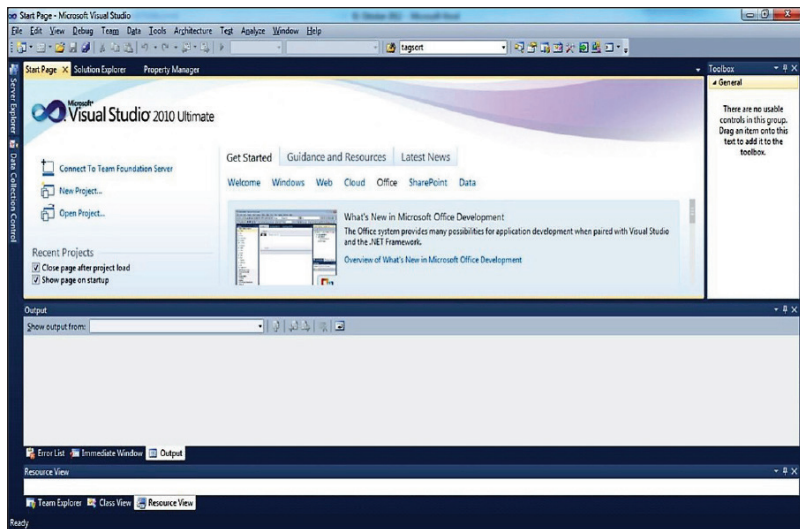 Start Page - Microsoft Visual Studio
File Edit View Debug Team Data Tools Architecture Test Analyze Window Help
tagsort
Start Page Solution Explorer Property Manager
Toolbox
General
There are no usable
controls in this group.
Drag an item onto this
text to add it to the
toolbox.
Server Explorer
Data Collection Control
Microsoft
Visual Studio 2010 Ultimate
Connect To Team Foundation Server
New Project...
Open Project...
Recent Projects
Close page after project load
Show page on startup
Get Started Guidance and Resources Latest News
Welcome Windows Web Cloud Office SharePoint Data
What's New in Microsoft Office Development
The Office system provides many possibilities for application development when paired with Visual Studio
and the .NET Framework.
Overview of What's New in Microsoft Office Development
Output
Show output from:
Error List Immediate Window Output
Resource View
Team Explorer Class View Resource View
Ready